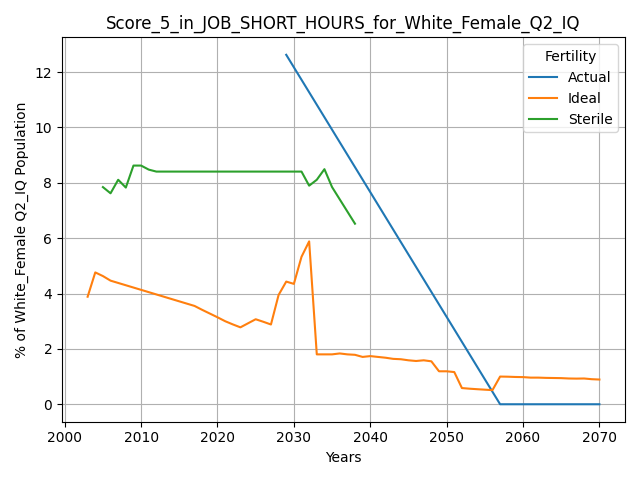 Score_5_in_JOB_SHORT_HOURS_for_White_Female_Q2_IQ
% of White_Female Q2_IQ Population
12
10
8
6
4
2
0
Fertility
Actual
Ideal
Sterile
2000 2010 2020 2030 2040 2050 2060 2070
Years